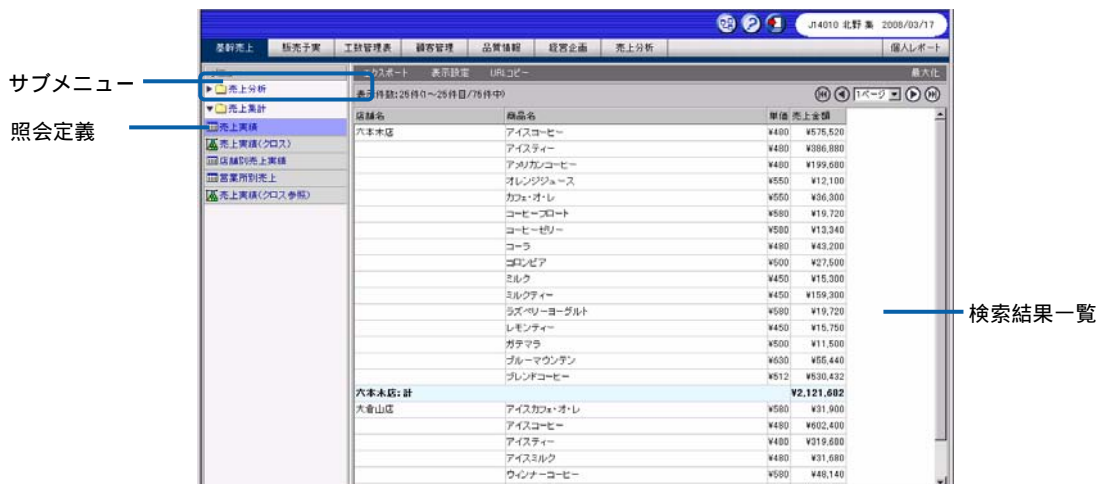 J14010 北野 集 2008/03/17
基幹売上 販売予実 工数管理表 顧客管理 品質情報 経営企画 売上分析 個人レポート
エクスポート 表示設定 URLコピー 最大化
サブメニュー
売上分析
表示件数:25件(1~25件目/75件中)
1ページ
売上集計
照会定義
売上実績
売上実績(クロス)
店舗別売上実績
営業所別売上
売上実績(クロス参照)
店舗名 商品名 単価 売上金額
六本木店 アイスコーヒー ¥480 ¥575,520
アイスティー ¥480 ¥386,880
アメリカンコーヒー ¥480 ¥199,680
オレンジジュース ¥550 ¥12,100
カフェ・オ・レ ¥550 ¥36,300
コーヒーフロート ¥580 ¥19,720
コーヒーゼリー ¥580 ¥13,340
コーラ ¥480 ¥43,200
コロンビア ¥500 ¥27,500
ミルク ¥450 ¥15,300
ミルクティー ¥450 ¥159,300
ラズベリーヨーグルト ¥580 ¥19,720
レモンティー ¥450 ¥15,750
ガテマラ ¥500 ¥11,500
ブルーマウンテン ¥630 ¥55,440
ブレンドコーヒー ¥512 ¥530,432
六本木店:計 ¥2,121,682
大倉山店 アイスカフェ・オ・レ ¥580 ¥31,900
アイスコーヒー ¥480 ¥602,400
アイスティー ¥480 ¥319,680
アイスミルク ¥480 ¥31,680
ウィンナーコーヒー ¥580 ¥48,140
検索結果一覧